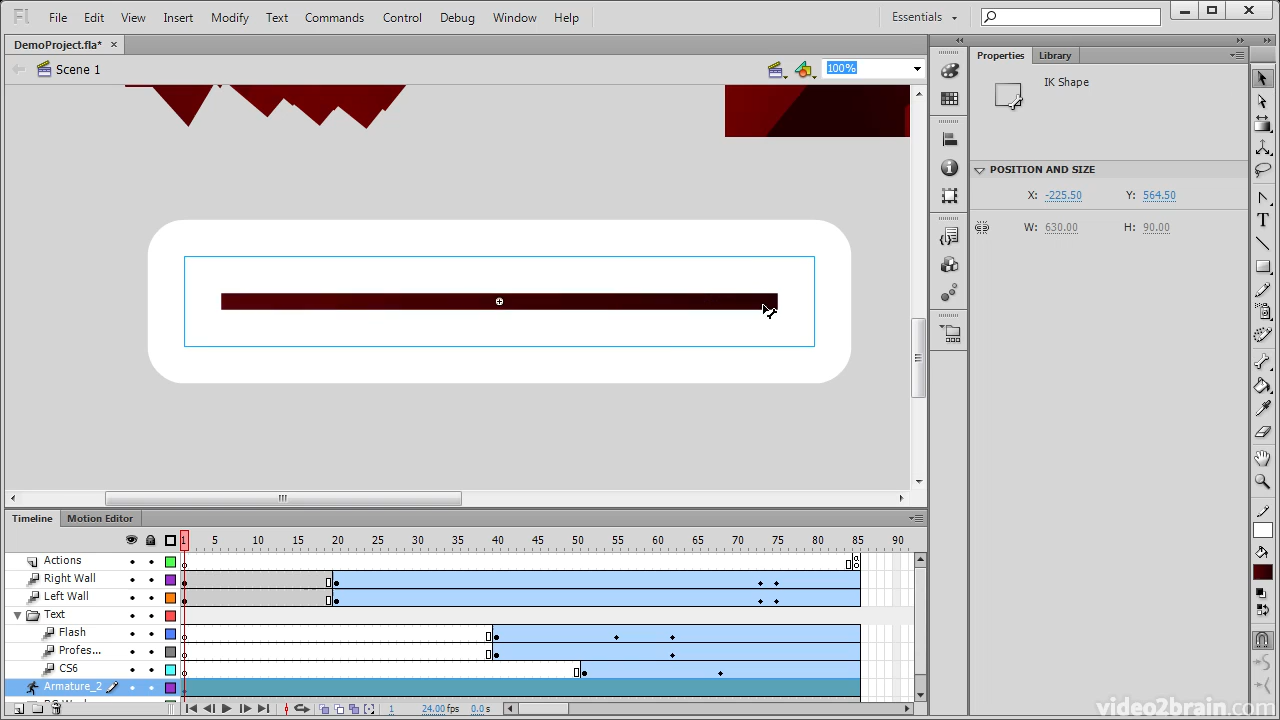 Fl File Edit View Insert Modify Text Commands Control Debug Window Help Essentials
DemoProject.fla* ×
Scene 1 100%
Properties Library
IK Shape
POSITION AND SIZE
X: -225.50 Y: 564.50
W: 630.00 H: 90.00
Timeline Motion Editor
1 5 10 15 20 25 30 35 40 45 50 55 60 65 70 75 80 85 90
Actions
Right Wall
Left Wall
Text
Flash
Profes...
CS6
Armature_2
1 24.00 fps 0.0 s
video2brain.com